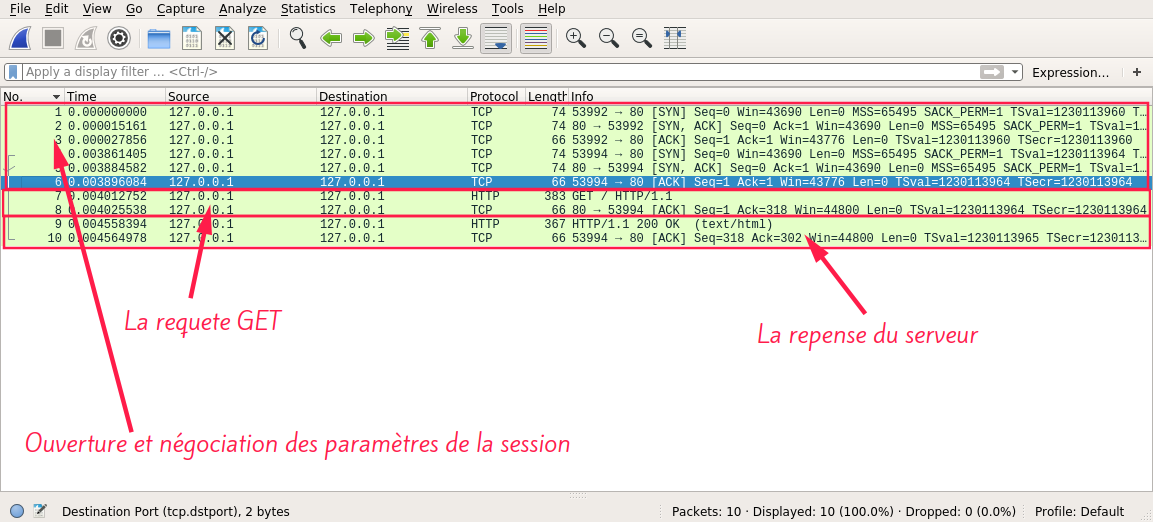 File Edit View Go Capture Analyze Statistics Telephony Wireless Tools Help
Apply a display filter ... <Ctrl-/> Expression... +
No. Time Source Destination Protocol Length Info
1 0.000000000 127.0.0.1 127.0.0.1 TCP 74 53992 → 80 [SYN] Seq=0 Win=43690 Len=0 MSS=65495 SACK_PERM=1 TSval=1230113960 T…
2 0.000015161 127.0.0.1 127.0.0.1 TCP 74 80 → 53992 [SYN, ACK] Seq=0 Ack=1 Win=43690 Len=0 MSS=65495 SACK_PERM=1 TSval=1…
3 0.000027856 127.0.0.1 127.0.0.1 TCP 66 53992 → 80 [ACK] Seq=1 Ack=1 Win=43776 Len=0 TSval=1230113960 TSecr=1230113960
0.003861405 127.0.0.1 127.0.0.1 TCP 74 53994 → 80 [SYN] Seq=0 Win=43690 Len=0 MSS=65495 SACK_PERM=1 TSval=1230113964 T…
0.003884582 127.0.0.1 127.0.0.1 TCP 74 80 → 53994 [SYN, ACK] Seq=0 Ack=1 Win=43690 Len=0 MSS=65495 SACK_PERM=1 TSval=1…
6 0.003896084 127.0.0.1 127.0.0.1 TCP 66 53994 → 80 [ACK] Seq=1 Ack=1 Win=43776 Len=0 TSval=1230113964 TSecr=1230113964
7 0.004012752 127.0.0.1 127.0.0.1 HTTP 383 GET / HTTP/1.1
8 0.004025538 127.0.0.1 127.0.0.1 TCP 66 80 → 53994 [ACK] Seq=1 Ack=318 Win=44800 Len=0 TSval=1230113964 TSecr=1230113964
9 0.004558394 127.0.0.1 127.0.0.1 HTTP 367 HTTP/1.1 200 OK (text/html)
10 0.004564978 127.0.0.1 127.0.0.1 TCP 66 53994 → 80 [ACK] Seq=318 Ack=302 Win=44800 Len=0 TSval=1230113965 TSecr=1230113…
La requete GET
La repense du serveur
Ouverture et négociation des paramètres de la session
Destination Port (tcp.dstport), 2 bytes Packets: 10 · Displayed: 10 (100.0%) · Dropped: 0 (0.0%) Profile: Default